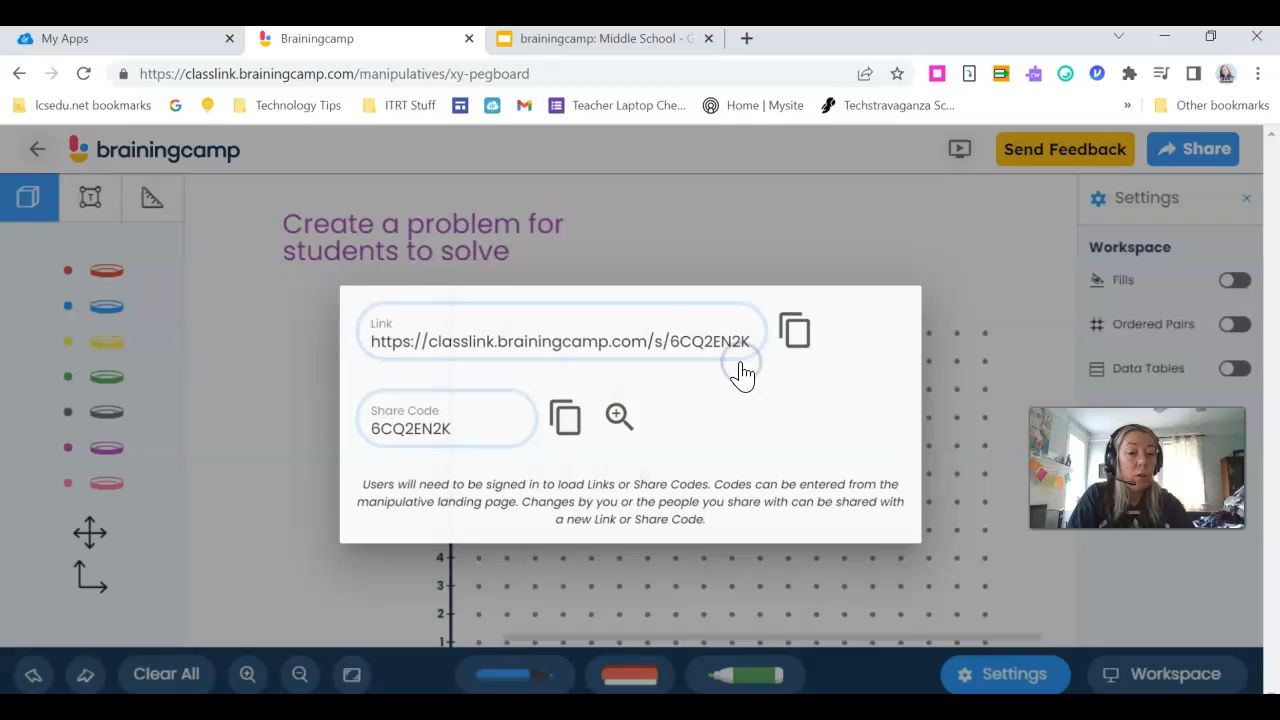 My Apps
Brainingcamp
brainingcamp: Middle School - G
https://classlink.brainingcamp.com/manipulatives/xy-pegboard
lcsedu.net bookmarks
Technology Tips
ITRT Stuff
Teacher Laptop Che...
Home | Mysite
Techstravaganza Sc...
»
Other bookmarks
brainingcamp
Send Feedback
Share
T
Settings
Create a problem for
students to solve
Workspace
Fills
Ordered Pairs
Data Tables
Link
https://classlink.brainingcamp.com/s/6CQ2EN2K
Share Code
6CQ2EN2K
Users will need to be signed in to load Links or Share Codes. Codes can be entered from the
manipulative landing page. Changes by you or the people you share with can be shared with
a new Link or Share Code.
4
3
2
1
Clear All
Settings
Workspace